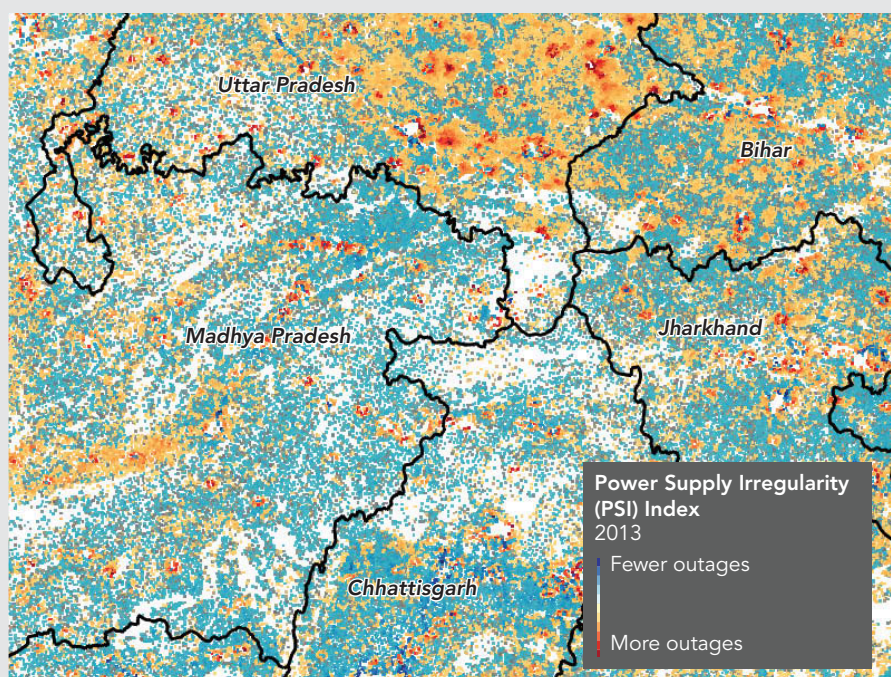 Uttar Pradesh
Bihar
Madhya Pradesh
Jharkhand
Chhattisgarh
Power Supply Irregularity
(PSI) Index
2013
Fewer outages
More outages